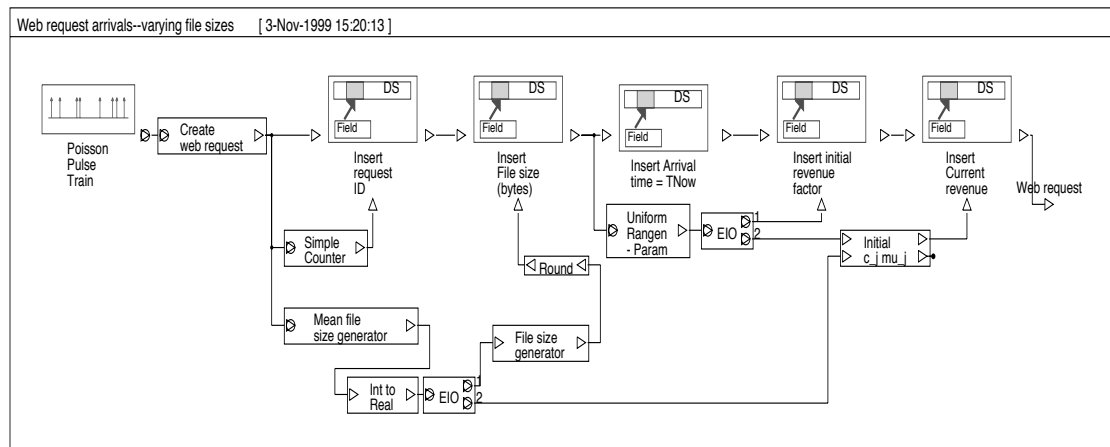 Web request arrivals--varying file sizes [ 3-Nov-1999 15:20:13 ]
DS
Field
DS
Field
DS
Field
DS
Field
DS
Field
Poisson
Pulse
Train
Create
web request
Insert
request
ID
Insert
File size
(bytes)
Insert Arrival
time = TNow
Insert initial
revenue
factor
Insert
Current
revenue
Web request
Simple
Counter
Uniform
Rangen
- Param
EIO
1
2
Initial
c_j mu_j
Round
Mean file
size generator
File size
generator
Int to
Real
EIO
1
2